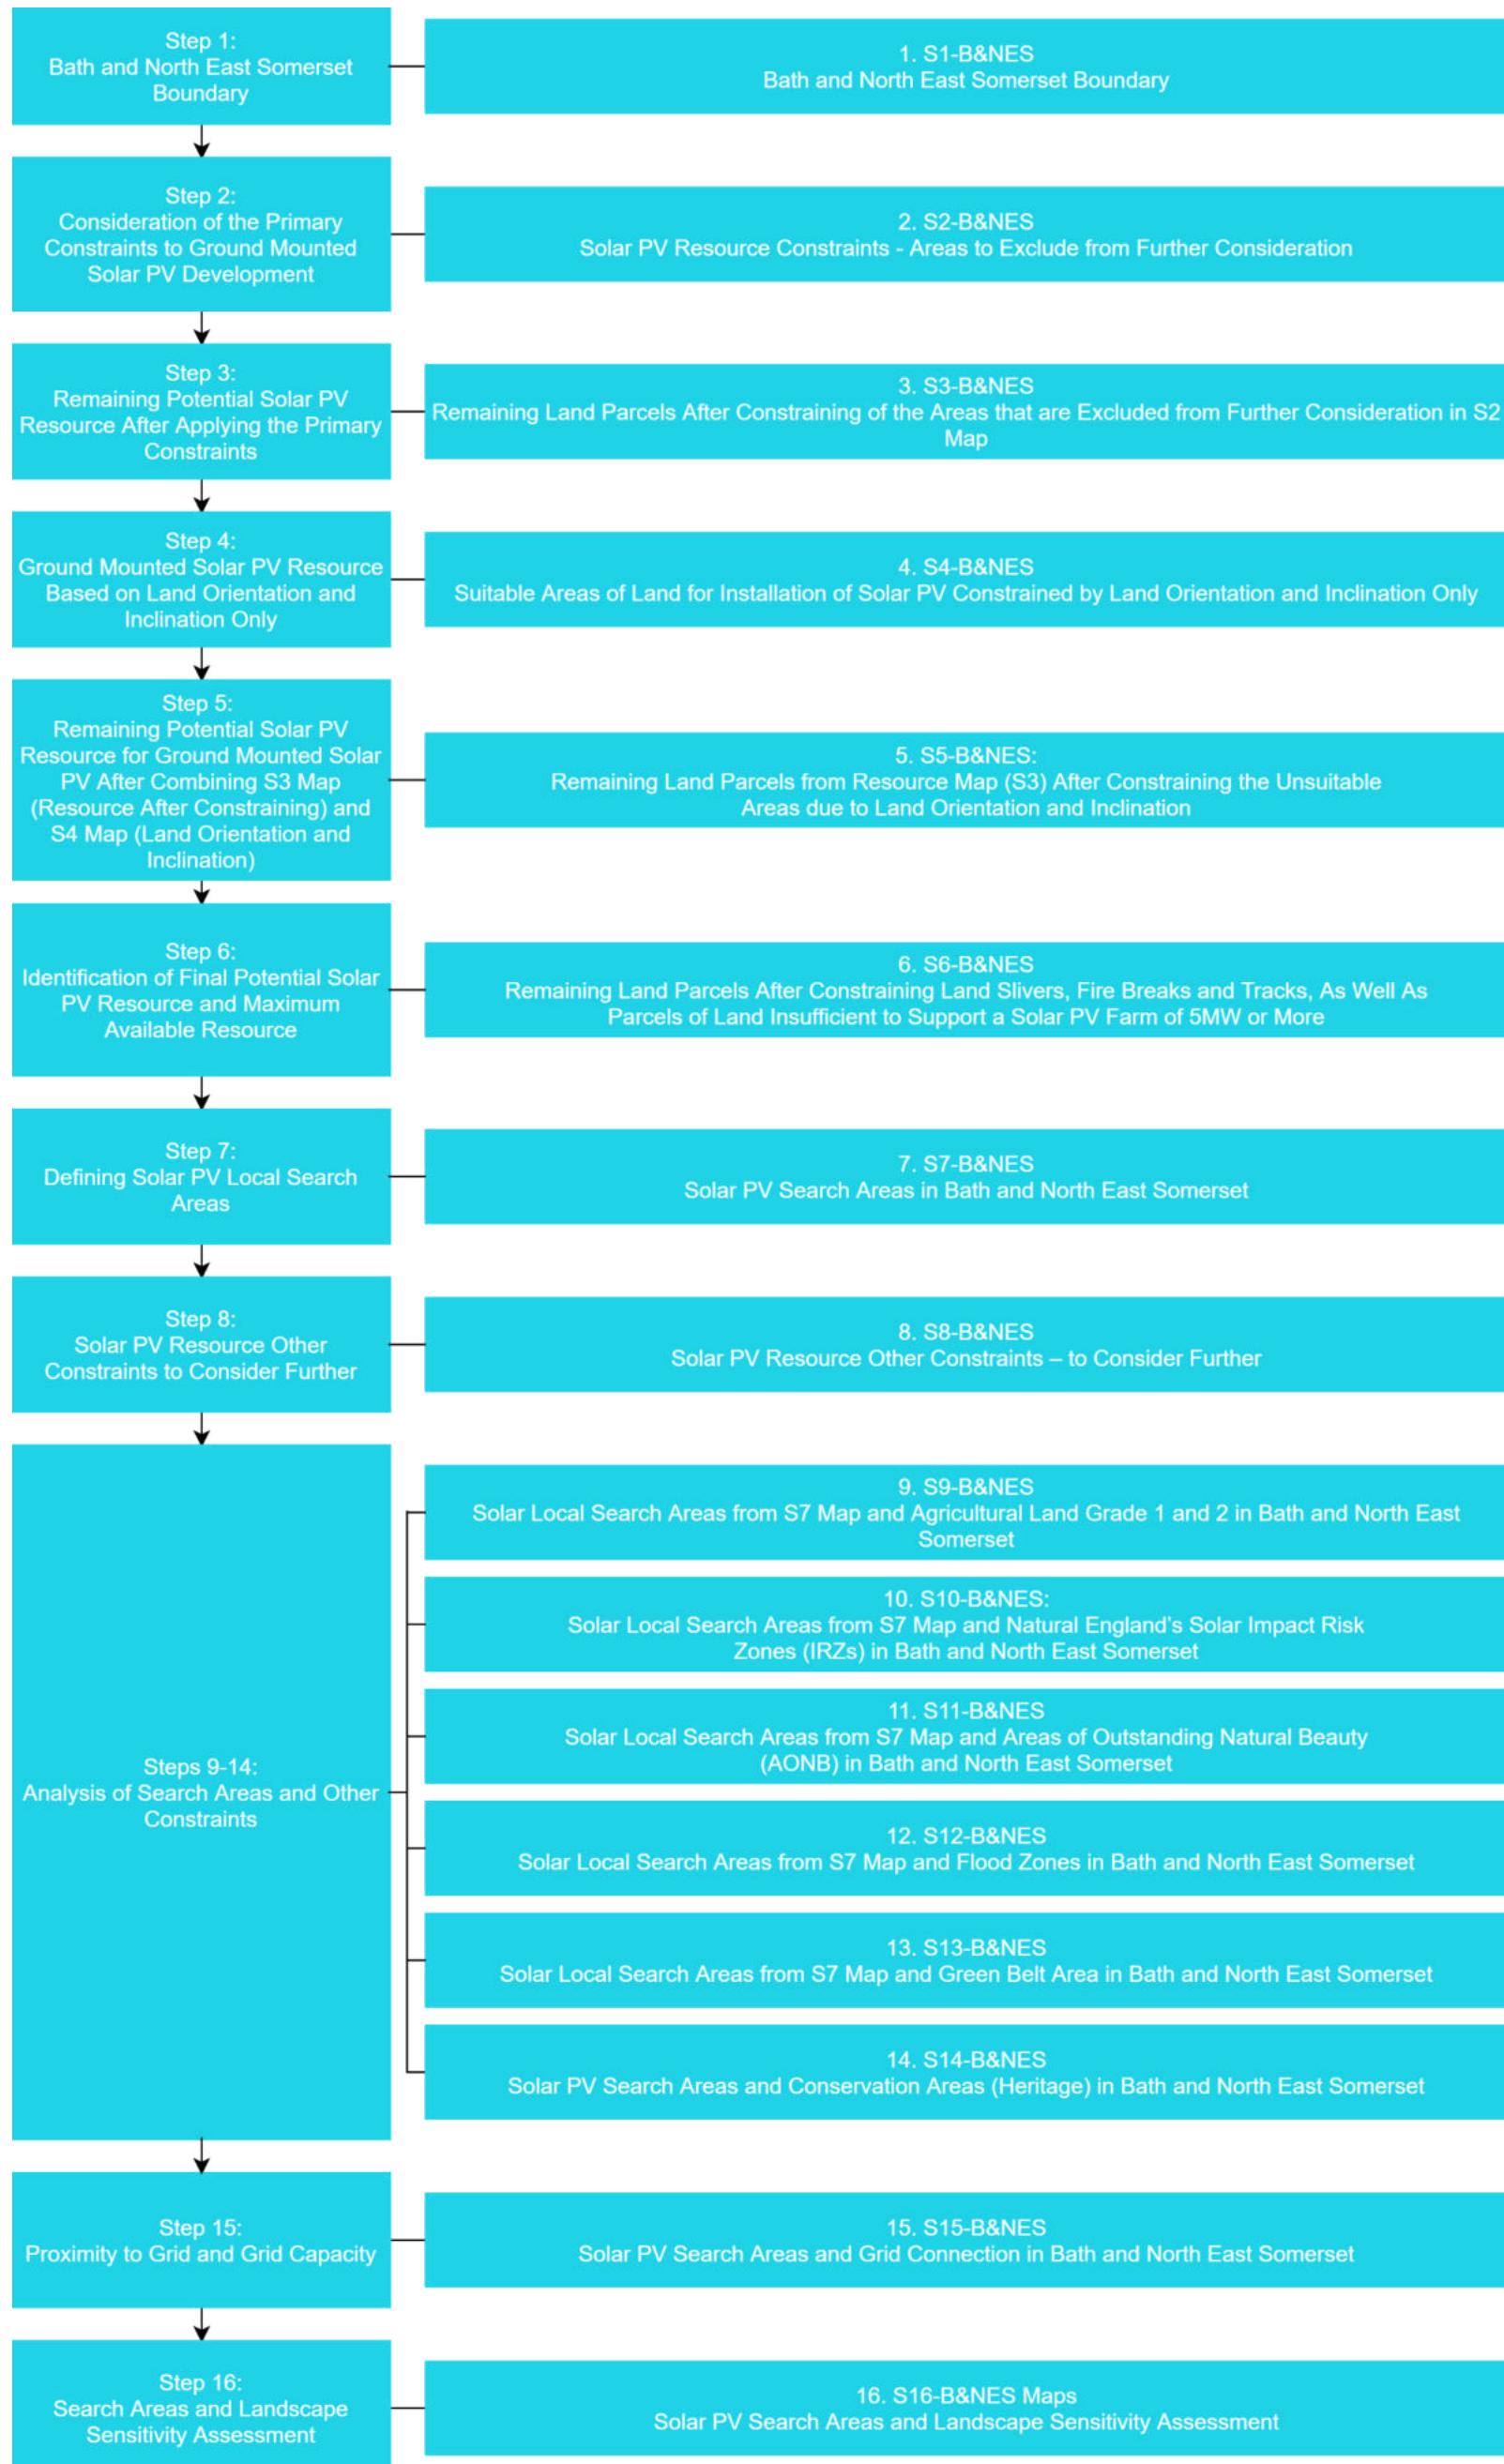 Step 1:
Bath and North East Somerset
Boundary
1. S1-B&NES
Bath and North East Somerset Boundary
Step 2:
Consideration of the Primary
Constraints to Ground Mounted
Solar PV Development
2. S2-B&NES
Solar PV Resource Constraints - Areas to Exclude from Further Consideration
Step 3:
Remaining Potential Solar PV
Resource After Applying the Primary
Constraints
3. S3-B&NES
Remaining Land Parcels After Constraining of the Areas that are Excluded from Further Consideration in S2
Map
Step 4:
Ground Mounted Solar PV Resource
Based on Land Orientation and
Inclination Only
4. S4-B&NES
Suitable Areas of Land for Installation of Solar PV Constrained by Land Orientation and Inclination Only
Step 5:
Remaining Potential Solar PV
Resource for Ground Mounted Solar
PV After Combining S3 Map
(Resource After Constraining) and
S4 Map (Land Orientation and
Inclination)
5. S5-B&NES:
Remaining Land Parcels from Resource Map (S3) After Constraining the Unsuitable
Areas due to Land Orientation and Inclination
Step 6:
Identification of Final Potential Solar
PV Resource and Maximum
Available Resource
6. S6-B&NES
Remaining Land Parcels After Constraining Land Slivers, Fire Breaks and Tracks, As Well As
Parcels of Land Insufficient to Support a Solar PV Farm of 5MW or More
Step 7:
Defining Solar PV Local Search
Areas
7. S7-B&NES
Solar PV Search Areas in Bath and North East Somerset
Step 8:
Solar PV Resource Other
Constraints to Consider Further
8. S8-B&NES
Solar PV Resource Other Constraints – to Consider Further
Steps 9-14:
Analysis of Search Areas and Other
Constraints
9. S9-B&NES
Solar Local Search Areas from S7 Map and Agricultural Land Grade 1 and 2 in Bath and North East
Somerset
10. S10-B&NES:
Solar Local Search Areas from S7 Map and Natural England's Solar Impact Risk
Zones (IRZs) in Bath and North East Somerset
11. S11-B&NES
Solar Local Search Areas from S7 Map and Areas of Outstanding Natural Beauty
(AONB) in Bath and North East Somerset
12. S12-B&NES
Solar Local Search Areas from S7 Map and Flood Zones in Bath and North East Somerset
13. S13-B&NES
Solar Local Search Areas from S7 Map and Green Belt Area in Bath and North East Somerset
14. S14-B&NES
Solar PV Search Areas and Conservation Areas (Heritage) in Bath and North East Somerset
Step 15:
Proximity to Grid and Grid Capacity
15. S15-B&NES
Solar PV Search Areas and Grid Connection in Bath and North East Somerset
Step 16:
Search Areas and Landscape
Sensitivity Assessment
16. S16-B&NES Maps
Solar PV Search Areas and Landscape Sensitivity Assessment